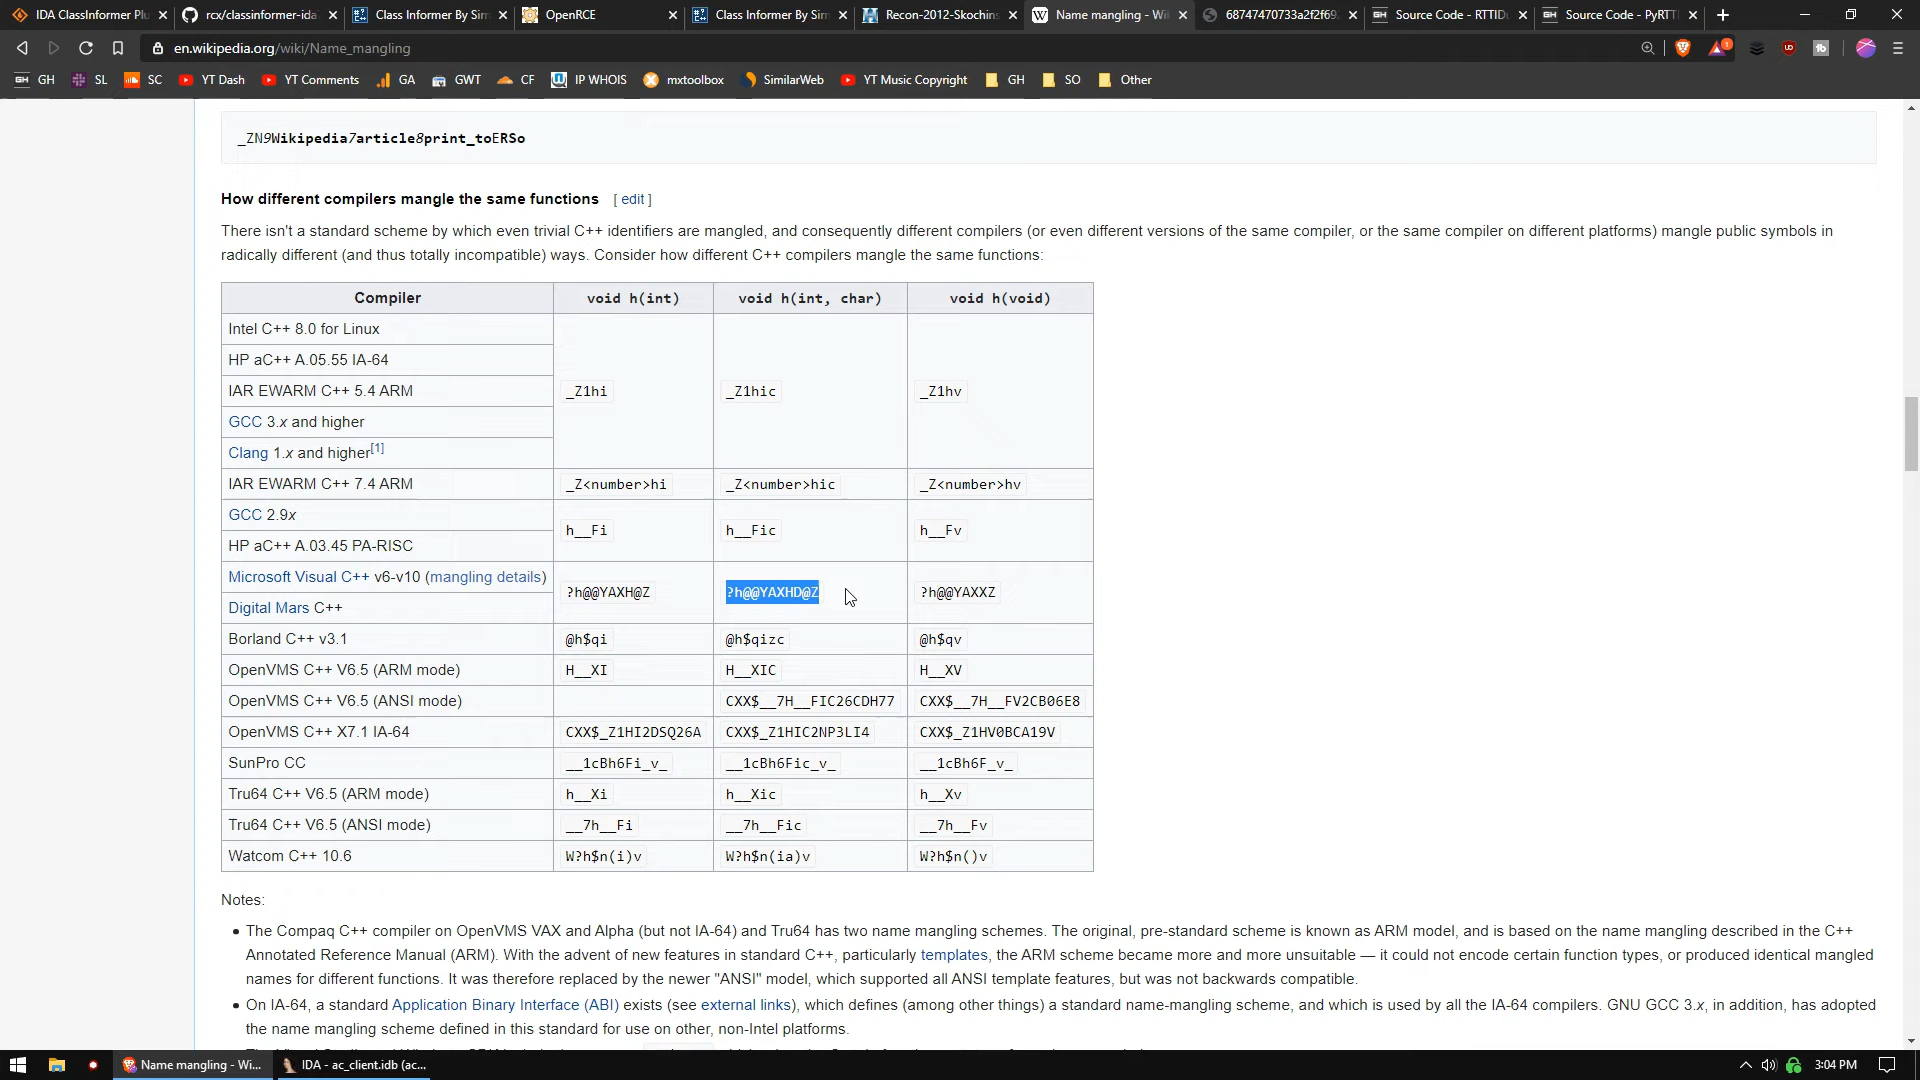 IDA ClassInformer Plu
rcx/classinformer-ida
Class Informer By Sim
OpenRCE
Class Informer By Sim
Recon-2012-Skochins
Name mangling - Wik
68747470733a2f2f692
Source Code - RTTIDu
Source Code - PyRTTI
en.wikipedia.org/wiki/Name_mangling
GH
SL
SC
YT Dash
YT Comments
GA
GWT
CF
IP WHOIS
mxtoolbox
SimilarWeb
YT Music Copyright
GH
SO
Other
_ZN9Wikipedia7article8print_toERSo
How different compilers mangle the same functions [ edit ]
There isn't a standard scheme by which even trivial C++ identifiers are mangled, and consequently different compilers (or even different versions of the same compiler, or the same compiler on different platforms) mangle public symbols in
radically different (and thus totally incompatible) ways. Consider how different C++ compilers mangle the same functions:
Compiler void h(int) void h(int, char) void h(void)
Intel C++ 8.0 for Linux
HP aC++ A.05.55 IA-64
IAR EWARM C++ 5.4 ARM _Z1hi _Z1hic _Z1hv
GCC 3.x and higher
Clang 1.x and higher[1]
IAR EWARM C++ 7.4 ARM _Z<number>hi _Z<number>hic _Z<number>hv
GCC 2.9x
h__Fi h__Fic h__Fv
HP aC++ A.03.45 PA-RISC
Microsoft Visual C++ v6-v10 (mangling details)
?h@@YAXH@Z ?h@@YAXHD@Z ?h@@YAXXZ
Digital Mars C++
Borland C++ v3.1 @h$qi @h$qizc @h$qv
OpenVMS C++ V6.5 (ARM mode) H__XI H__XIC H__XV
OpenVMS C++ V6.5 (ANSI mode) CXX$__7H__FIC26CDH77 CXX$__7H__FV2CB06E8
OpenVMS C++ X7.1 IA-64 CXX$_Z1HI2DSQ26A CXX$_Z1HIC2NP3LI4 CXX$_Z1HV0BCA19V
SunPro CC __1cBh6Fi_v_ __1cBh6Fic_v_ __1cBh6F_v_
Tru64 C++ V6.5 (ARM mode) h__Xi h__Xic h__Xv
Tru64 C++ V6.5 (ANSI mode) __7h__Fi __7h__Fic __7h__Fv
Watcom C++ 10.6 W?h$n(i)v W?h$n(ia)v W?h$n()v
Notes:
The Compaq C++ compiler on OpenVMS VAX and Alpha (but not IA-64) and Tru64 has two name mangling schemes. The original, pre-standard scheme is known as ARM model, and is based on the name mangling described in the C++
Annotated Reference Manual (ARM). With the advent of new features in standard C++, particularly templates, the ARM scheme became more and more unsuitable — it could not encode certain function types, or produced identical mangled
names for different functions. It was therefore replaced by the newer "ANSI" model, which supported all ANSI template features, but was not backwards compatible.
On IA-64, a standard Application Binary Interface (ABI) exists (see external links), which defines (among other things) a standard name-mangling scheme, and which is used by all the IA-64 compilers. GNU GCC 3.x, in addition, has adopted
the name mangling scheme defined in this standard for use on other, non-Intel platforms.
Name mangling - Wi...
IDA - ac_client.idb (ac...
3:04 PM